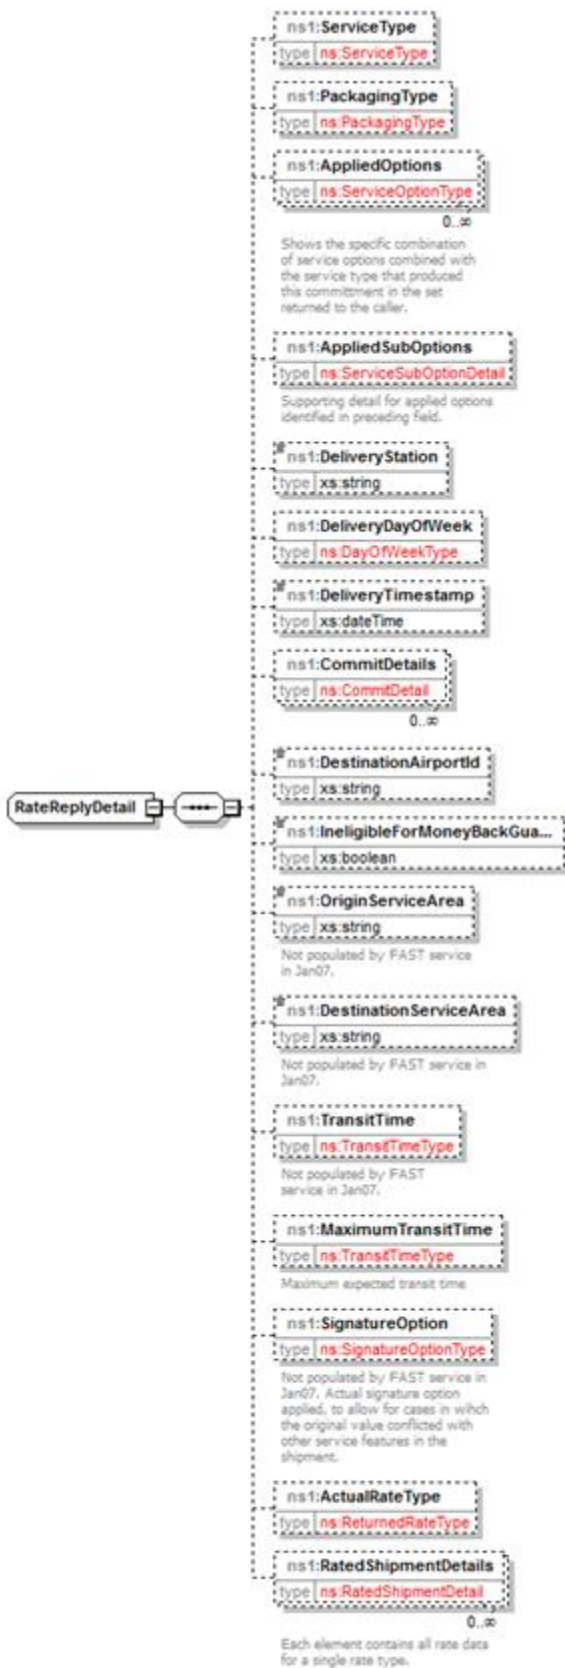 ns1:ServiceType
type ns:ServiceType
ns1:PackagingType
type ns:PackagingType
ns1:AppliedOptions
type ns:ServiceOptionType
0..∞
Shows the specific combination
of service options combined with
the service type that produced
this committment in the set
returned to the caller.
ns1:AppliedSubOptions
type ns:ServiceSubOptionDetail
Supporting detail for applied options
identified in preceding field.
ns1:DeliveryStation
type xs:string
ns1:DeliveryDayOfWeek
type ns:DayOfWeekType
ns1:DeliveryTimestamp
type xs:dateTime
ns1:CommitDetails
type ns:CommitDetail
0..∞
ns1:DestinationAirportId
type xs:string
RateReplyDetail
ns1:IneligibleForMoneyBackGua...
type xs:boolean
ns1:OriginServiceArea
type xs:string
Not populated by FAST service
in Jan07.
ns1:DestinationServiceArea
type xs:string
Not populated by FAST service in
Jan07.
ns1:TransitTime
type ns:TransitTimeType
Not populated by FAST
service in Jan07.
ns1:MaximumTransitTime
type ns:TransitTimeType
Maximum expected transit time
ns1:SignatureOption
type ns:SignatureOptionType
Not populated by FAST service in
Jan07. Actual signature option
applied, to allow for cases in wihch
the original value conflicted with
other service features in the
shipment.
ns1:ActualRateType
type ns:ReturnedRateType
ns1:RatedShipmentDetails
type ns:RatedShipmentDetail
0..∞
Each element contains all rate data
for a single rate type.